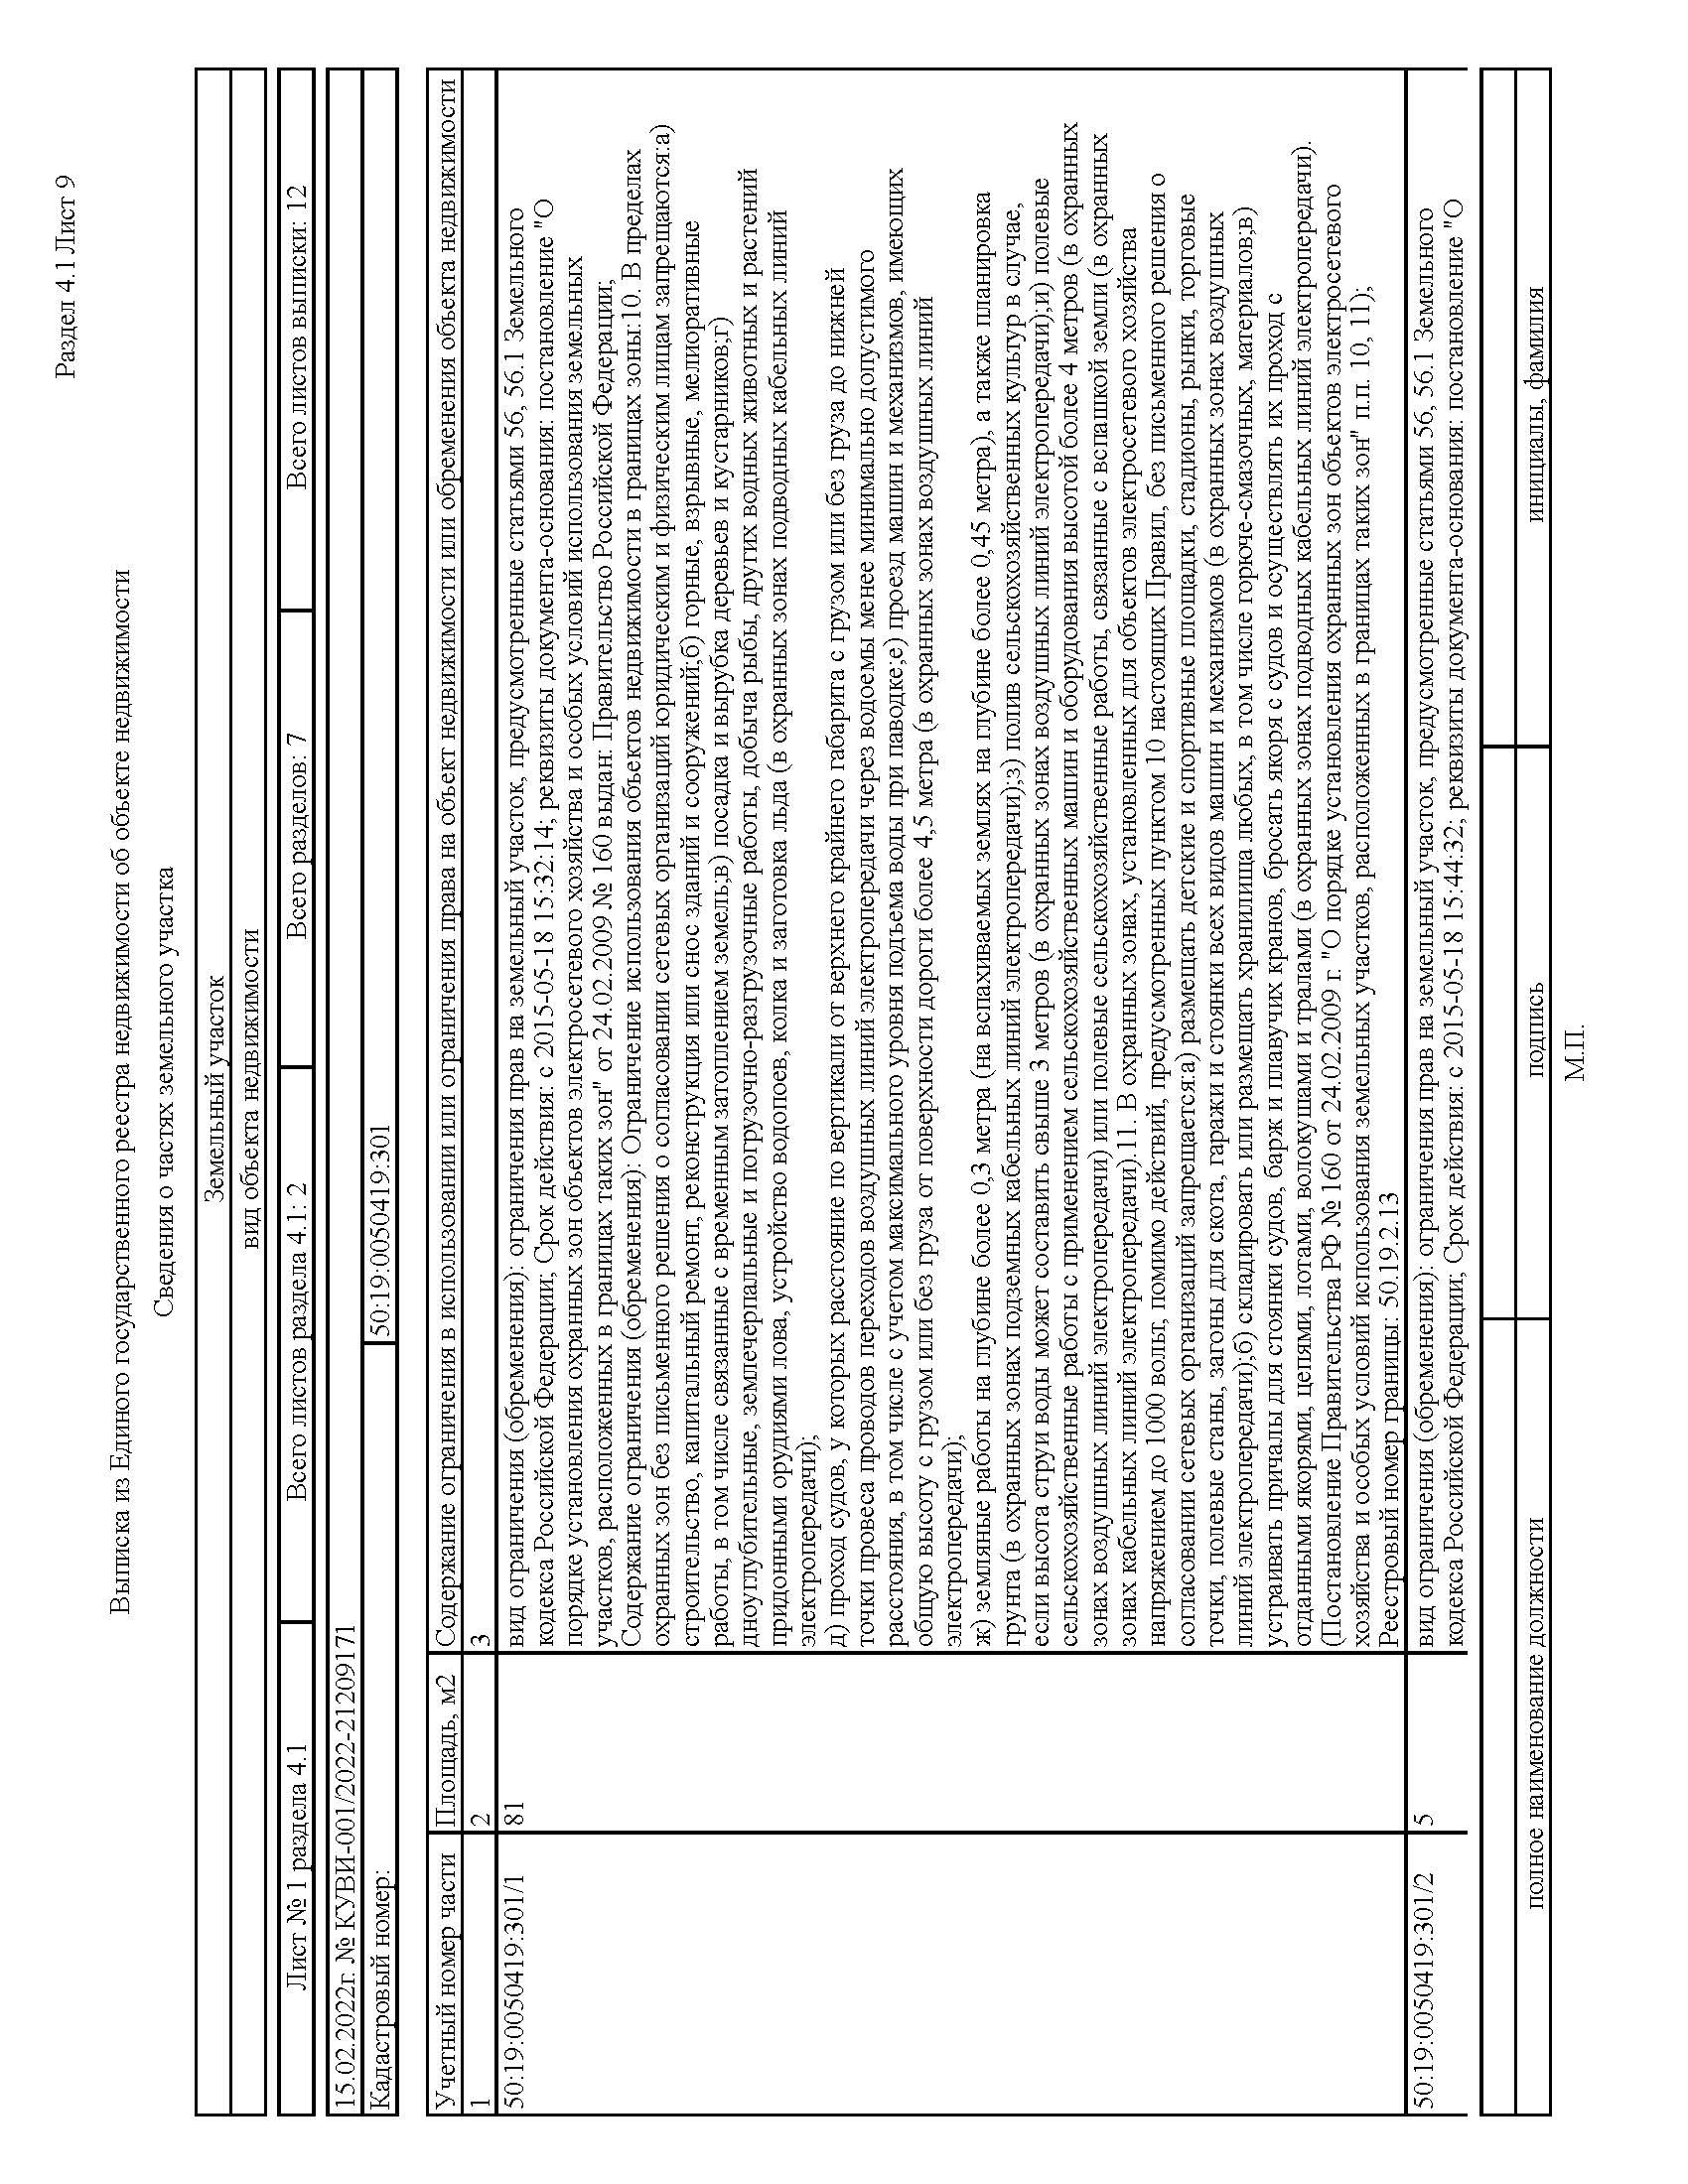 Раздел 4.1 Лист 9
Выписка из Единого государственного реестра недвижимости об объекте недвижимости
Сведения о частях земельного участка
Земельный участок
вид объекта недвижимости
Лист № 1 раздела 4.1 Всего листов раздела 4.1: 2 Всего разделов: 7 Всего листов выписки: 12
15.02.2022г. № КУВИ-001/2022-21209171
Кадастровый номер: 50:19:0050419:301
Учетный номер части Площадь, м2 Содержание ограничения в использовании или ограничения права на объект недвижимости или обременения объекта недвижимости
1 2 3
50:19:0050419:301/1 81 вид ограничения (обременения): ограничения прав на земельный участок, предусмотренные статьями 56, 56.1 Земельного
кодекса Российской Федерации; Срок действия: с 2015-05-18 15:32:14; реквизиты документа-основания: постановление "О
порядке установления охранных зон объектов электросетевого хозяйства и особых условий использования земельных
участков, расположенных в границах таких зон" от 24.02.2009 № 160 выдан: Правительство Российской Федерации;
Содержание ограничения (обременения): Ограничение использования объектов недвижимости в границах зоны:10. В пределах
охранных зон без письменного решения о согласовании сетевых организаций юридическим и физическим лицам запрещаются:а)
строительство, капитальный ремонт, реконструкция или снос зданий и сооружений;б) горные, взрывные, мелиоративные
работы, в том числе связанные с временным затоплением земель;в) посадка и вырубка деревьев и кустарников;г)
дноуглубительные, землечерпальные и погрузочно-разгрузочные работы, добыча рыбы, других водных животных и растений
придонными орудиями лова, устройство водопоев, колка и заготовка льда (в охранных зонах подводных кабельных линий
электропередачи);
д) проход судов, у которых расстояние по вертикали от верхнего крайнего габарита с грузом или без груза до нижней
точки провеса проводов переходов воздушных линий электропередачи через водоемы менее минимально допустимого
расстояния, в том числе с учетом максимального уровня подъема воды при паводке;е) проезд машин и механизмов, имеющих
общую высоту с грузом или без груза от поверхности дороги более 4,5 метра (в охранных зонах воздушных линий
электропередачи);
ж) земляные работы на глубине более 0,3 метра (на вспахиваемых землях на глубине более 0,45 метра), а также планировка
грунта (в охранных зонах подземных кабельных линий электропередачи);з) полив сельскохозяйственных культур в случае,
если высота струи воды может составить свыше 3 метров (в охранных зонах воздушных линий электропередачи);и) полевые
сельскохозяйственные работы с применением сельскохозяйственных машин и оборудования высотой более 4 метров (в охранных
зонах воздушных линий электропередачи) или полевые сельскохозяйственные работы, связанные с вспашкой земли (в охранных
зонах кабельных линий электропередачи).11. В охранных зонах, установленных для объектов электросетевого хозяйства
напряжением до 1000 вольт, помимо действий, предусмотренных пунктом 10 настоящих Правил, без письменного решения о
согласовании сетевых организаций запрещается:а) размещать детские и спортивные площадки, стадионы, рынки, торговые
точки, полевые станы, загоны для скота, гаражи и стоянки всех видов машин и механизмов (в охранных зонах воздушных
линий электропередачи);б) складировать или размещать хранилища любых, в том числе горюче-смазочных, материалов;в)
устраивать причалы для стоянки судов, барж и плавучих кранов, бросать якоря с судов и осуществлять их проход с
отданными якорями, цепями, лотами, волокушами и тралами (в охранных зонах подводных кабельных линий электропередачи).
(Постановление Правительства РФ № 160 от 24.02.2009 г. "О порядке установления охранных зон объектов электросетевого
хозяйства и особых условий использования земельных участков, расположенных в границах таких зон" п.п. 10, 11);
Реестровый номер границы: 50.19.2.13
50:19:0050419:301/2 5 вид ограничения (обременения): ограничения прав на земельный участок, предусмотренные статьями 56, 56.1 Земельного
кодекса Российской Федерации; Срок действия: с 2015-05-18 15:44:32; реквизиты документа-основания: постановление "О
полное наименование должности подпись инициалы, фамилия
М.П.